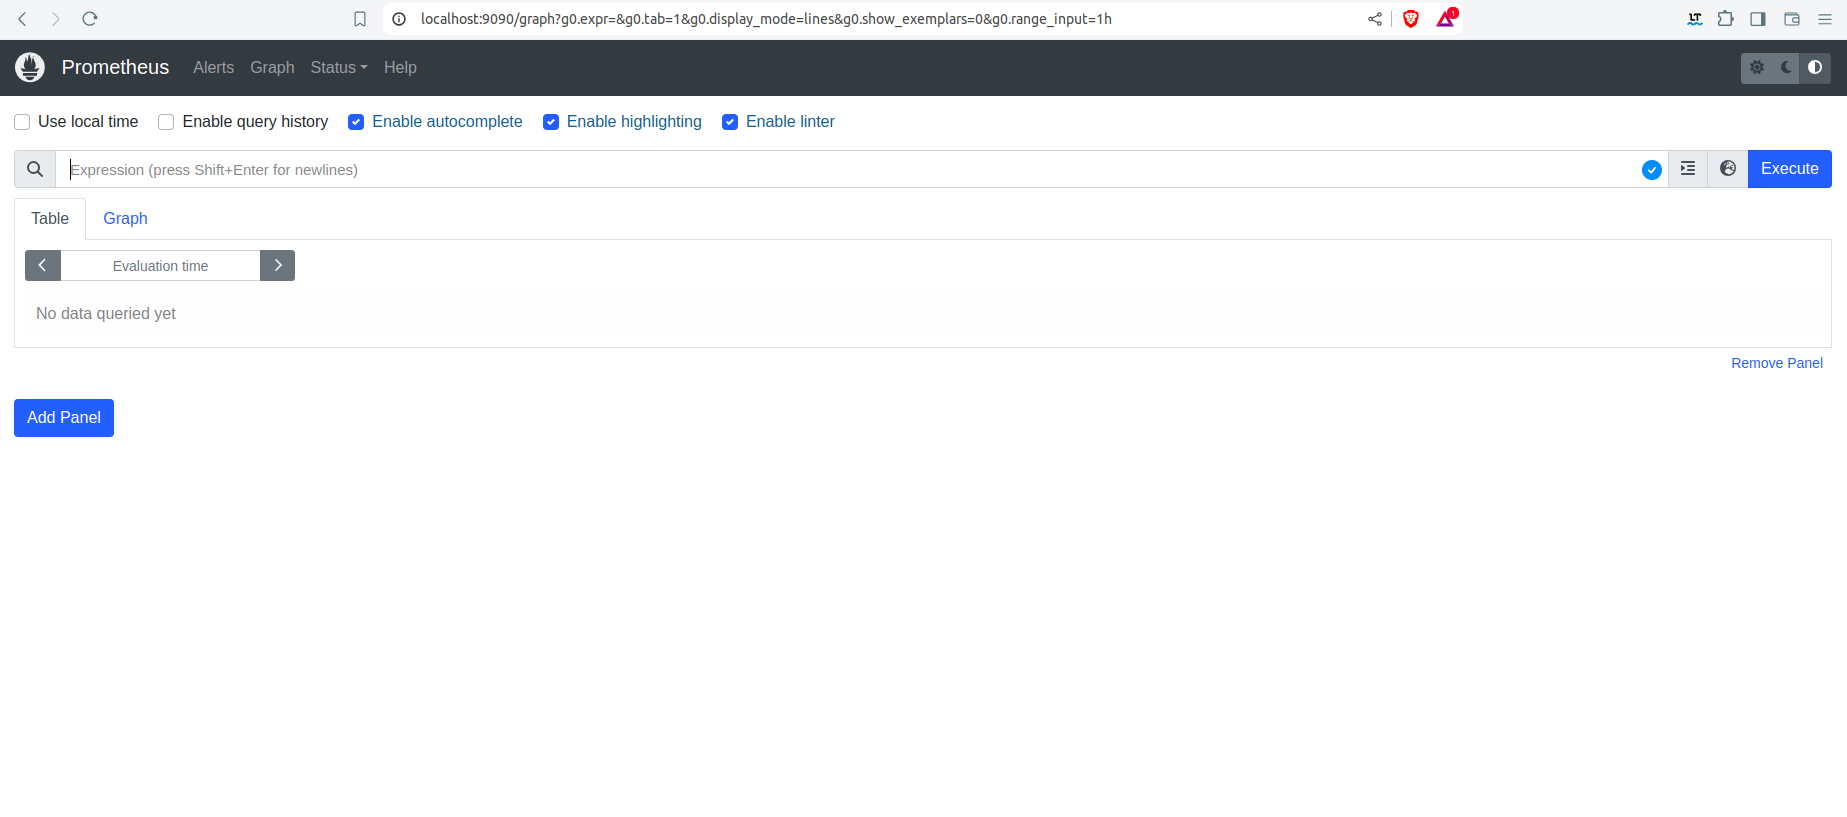 localhost:9090/graph?g0.expr=&g0.tab=1&g0.display_mode=lines&g0.show_exemplars=0&g0.range_input=1h 1 LT
Prometheus Alerts Graph Status Help
Use local time Enable query history Enable autocomplete Enable highlighting Enable linter
Expression (press Shift+Enter for newlines) Execute
Table Graph
Evaluation time
No data queried yet
Remove Panel
Add Panel